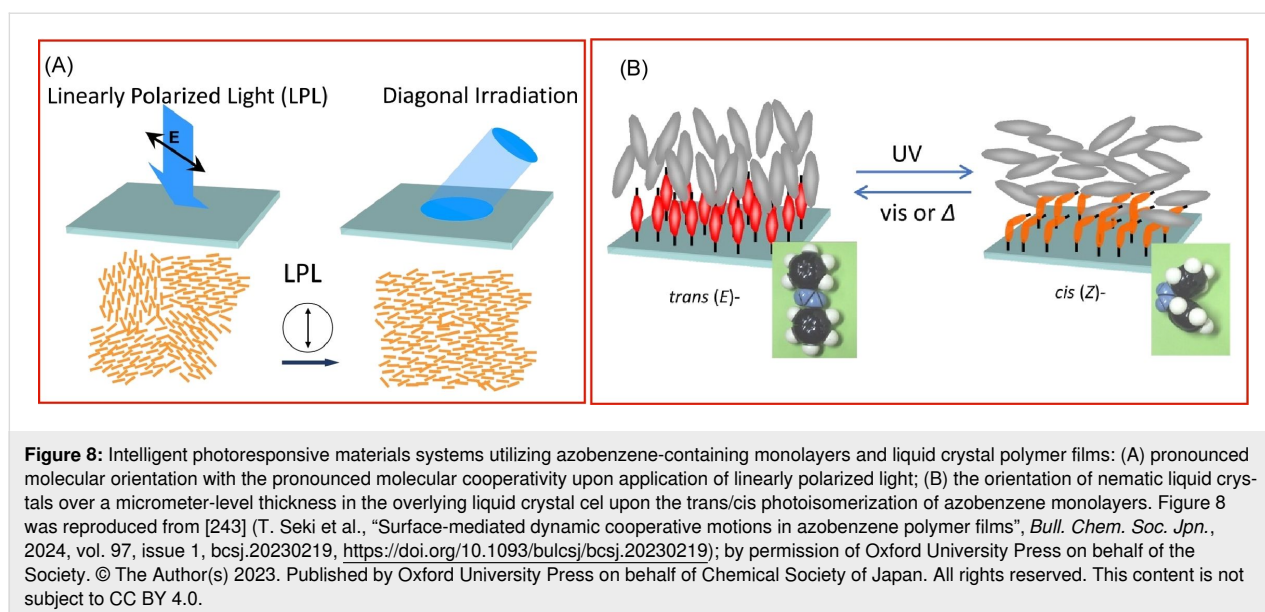 (A)
Linearly Polarized Light (LPL)
Diagonal Irradiation
E
LPL
(B)
UV
vis or Δ
trans (E)-
cis (Z)-
Figure 8: Intelligent photoresponsive materials systems utilizing azobenzene-containing monolayers and liquid crystal polymer films: (A) pronounced
molecular orientation with the pronounced molecular cooperativity upon application of linearly polarized light; (B) the orientation of nematic liquid crys-
tals over a micrometer-level thickness in the overlying liquid crystal cel upon the trans/cis photoisomerization of azobenzene monolayers. Figure 8
was reproduced from [243] (T. Seki et al., “Surface-mediated dynamic cooperative motions in azobenzene polymer films”, Bull. Chem. Soc. Jpn.,
2024, vol. 97, issue 1, bcsj.20230219, https://doi.org/10.1093/bulcsj/bcsj.20230219); by permission of Oxford University Press on behalf of the
Society. © The Author(s) 2023. Published by Oxford University Press on behalf of Chemical Society of Japan. All rights reserved. This content is not
subject to CC BY 4.0.